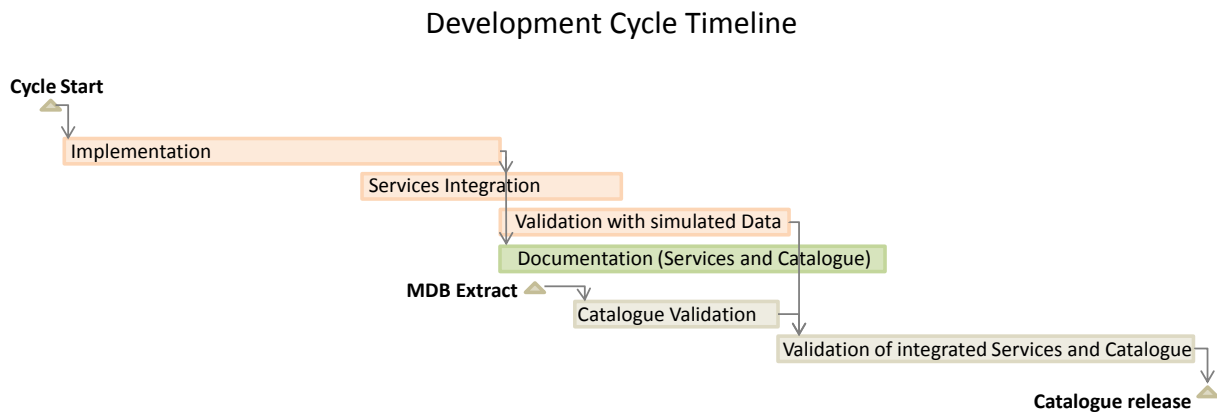 Development Cycle Timeline
Cycle Start
Implementation
Services Integration
Validation with simulated Data
Documentation (Services and Catalogue)
MDB Extract
Catalogue Validation
Validation of integrated Services and Catalogue
Catalogue release